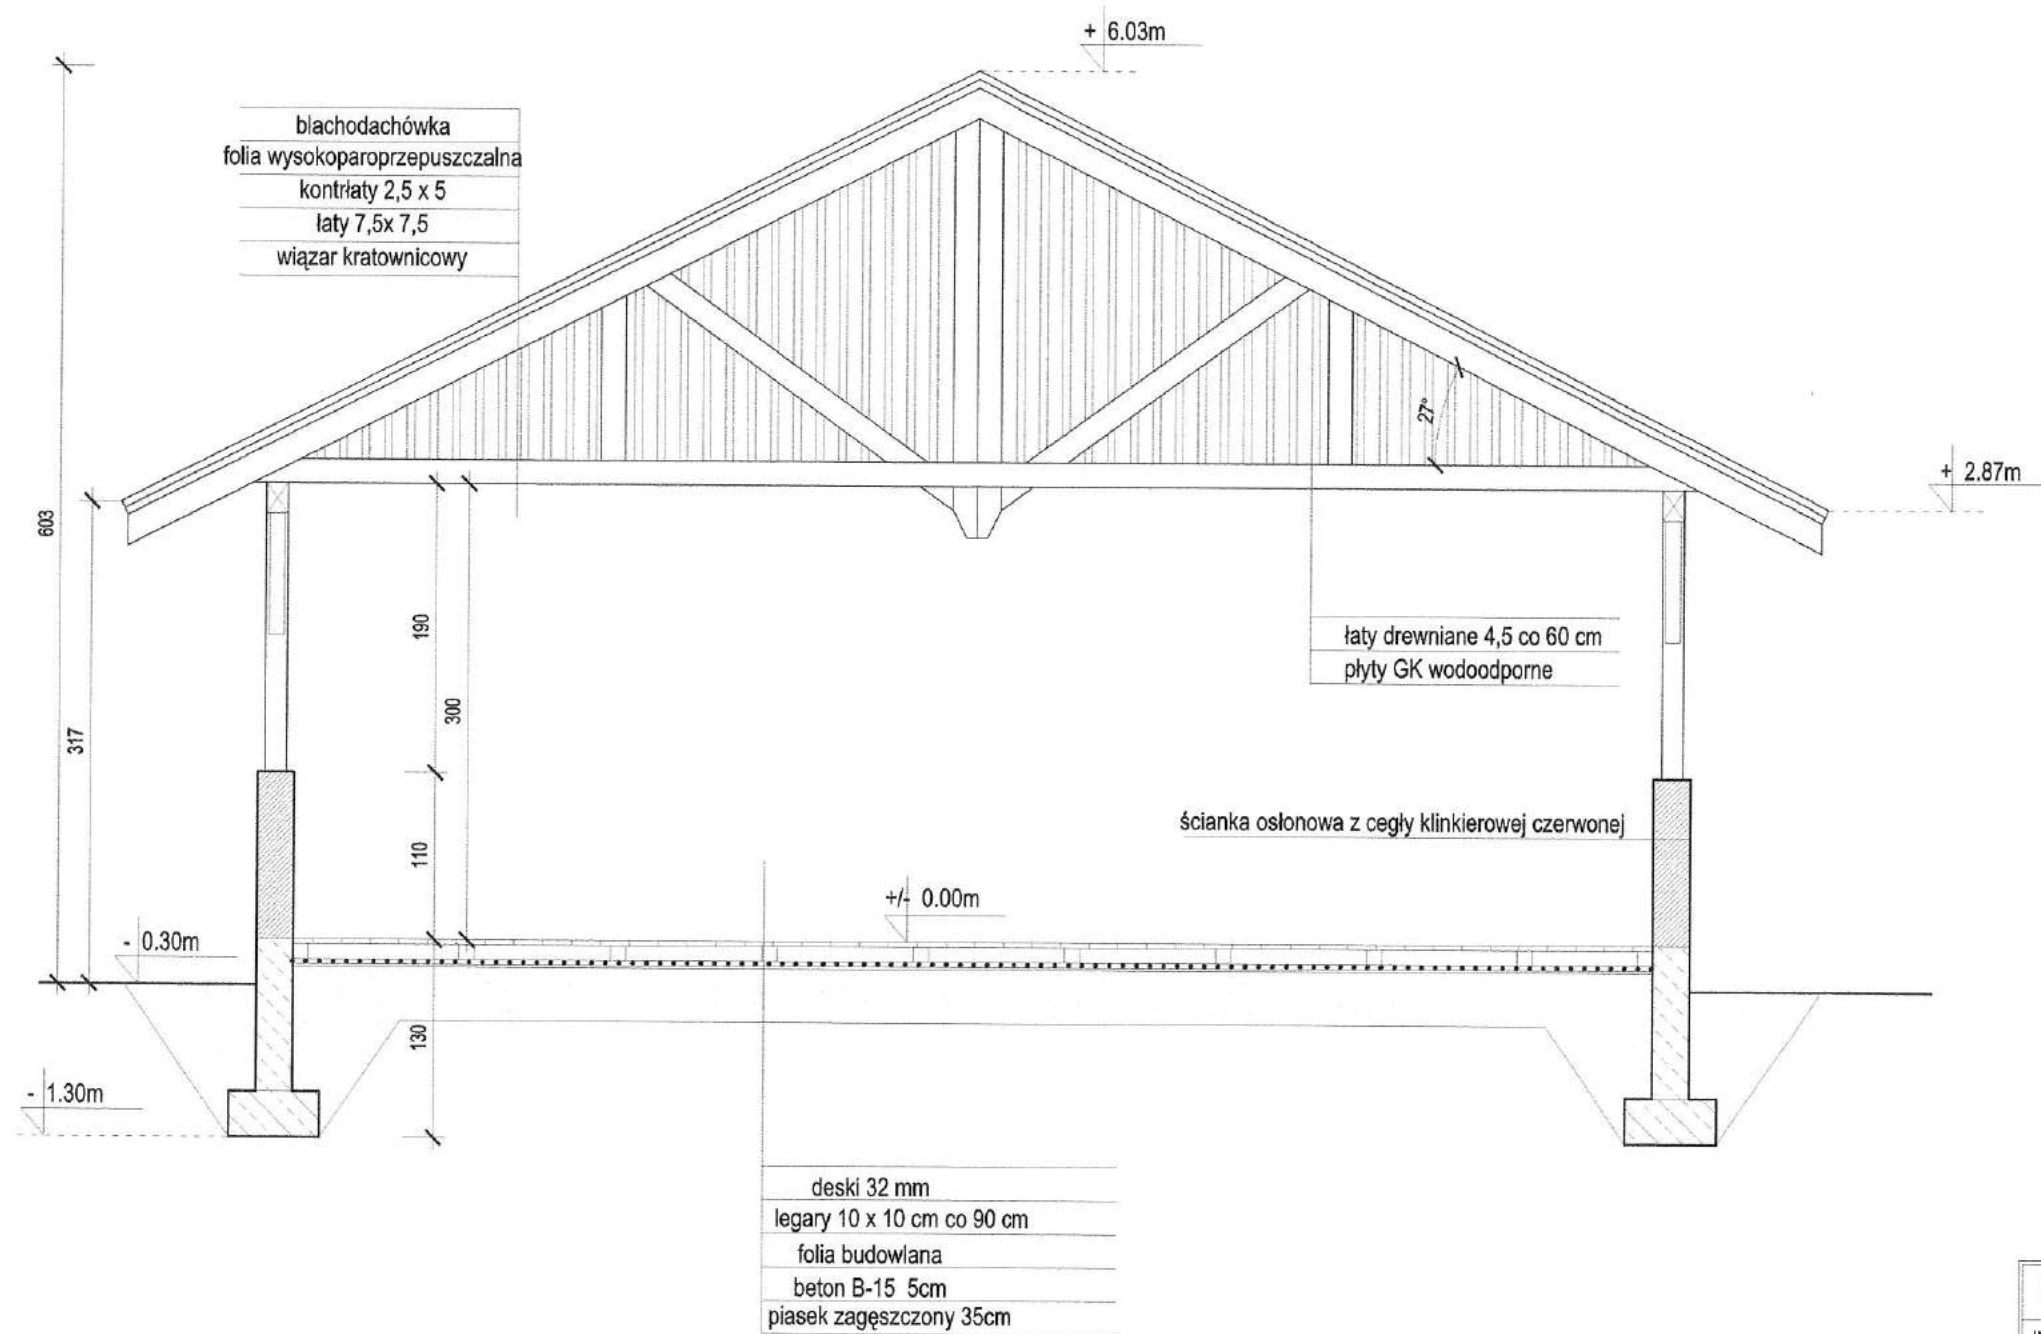 + 6.03m
blachodachówka
folia wysokoparoprzepuszczalna
kontrłaty 2,5 x 5
łaty 7,5x 7,5
wiązar kratownicowy
27°
+ 2.87m
603
317
190
300
110
130
łaty drewniane 4,5 co 60 cm
płyty GK wodoodporne
ścianka osłonowa z cegły klinkierowej czerwonej
+/- 0.00m
- 0.30m
- 1.30m
deski 32 mm
legary 10 x 10 cm co 90 cm
folia budowlana
beton B-15 5cm
piasek zagęszczony 35cm